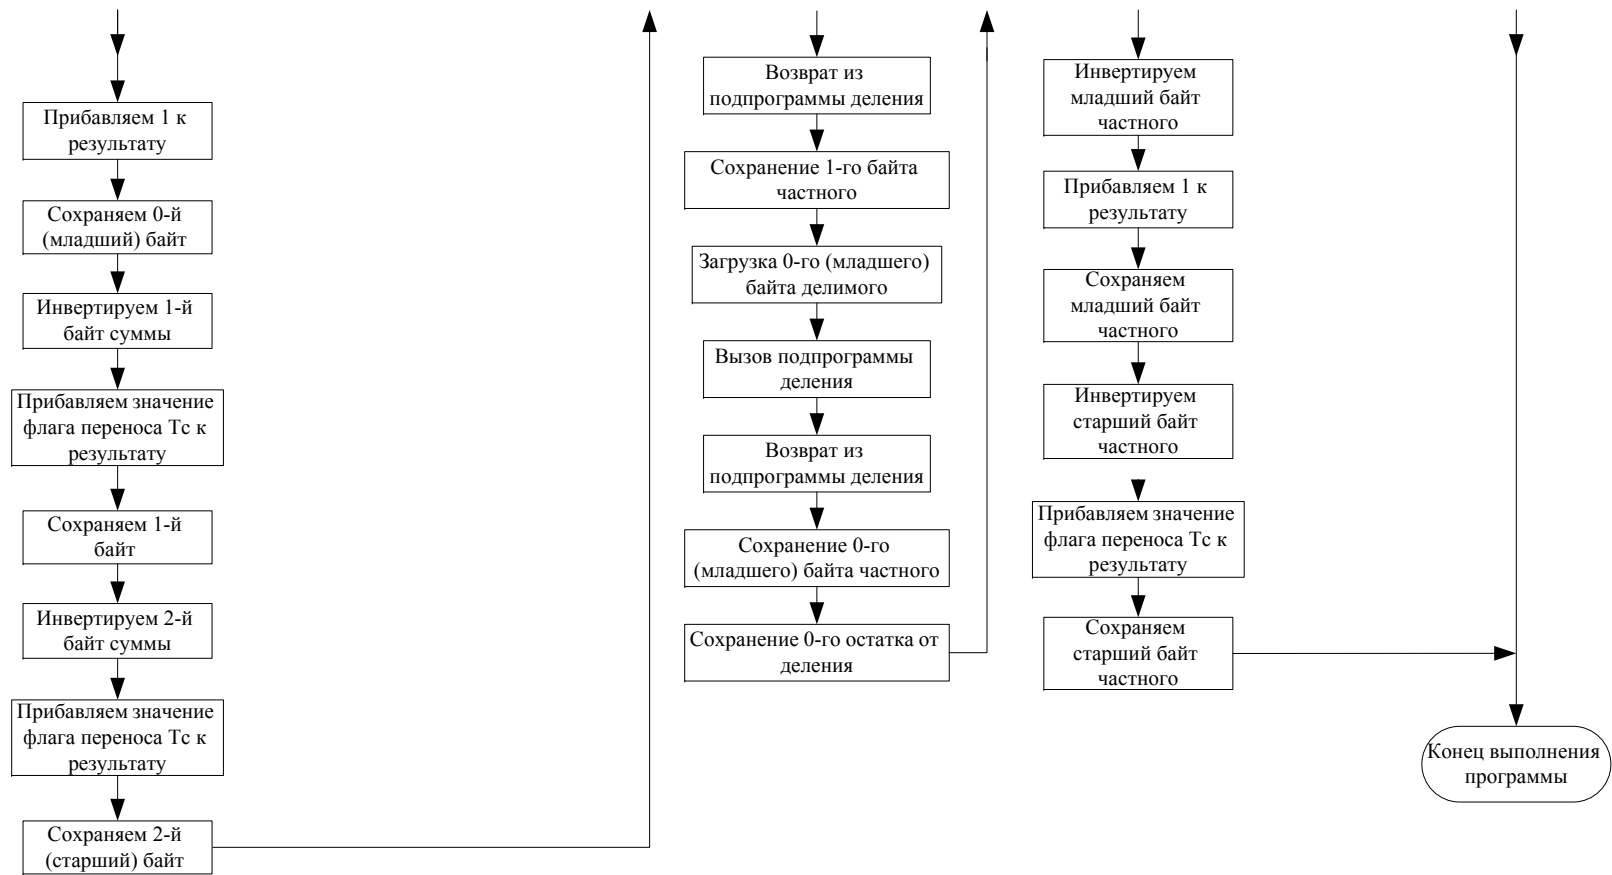 Прибавляем 1 к
результату
Сохраняем 0-й
(младший) байт
Инвертируем 1-й
байт суммы
Прибавляем значение
флага переноса Тс к
результату
Сохраняем 1-й
байт
Инвертируем 2-й
байт суммы
Прибавляем значение
флага переноса Тс к
результату
Сохраняем 2-й
(старший) байт
Возврат из
подпрограммы деления
Сохранение 1-го байта
частного
Загрузка 0-го (младшего)
байта делимого
Вызов подпрограммы
деления
Возврат из
подпрограммы деления
Сохранение 0-го
(младшего) байта частного
Сохранение 0-го остатка от
деления
Инвертируем
младший байт
частного
Прибавляем 1 к
результату
Сохраняем
младший байт
частного
Инвертируем
старший байт
частного
Прибавляем значение
флага переноса Тс к
результату
Сохраняем
старший байт
частного
Конец выполнения
программы